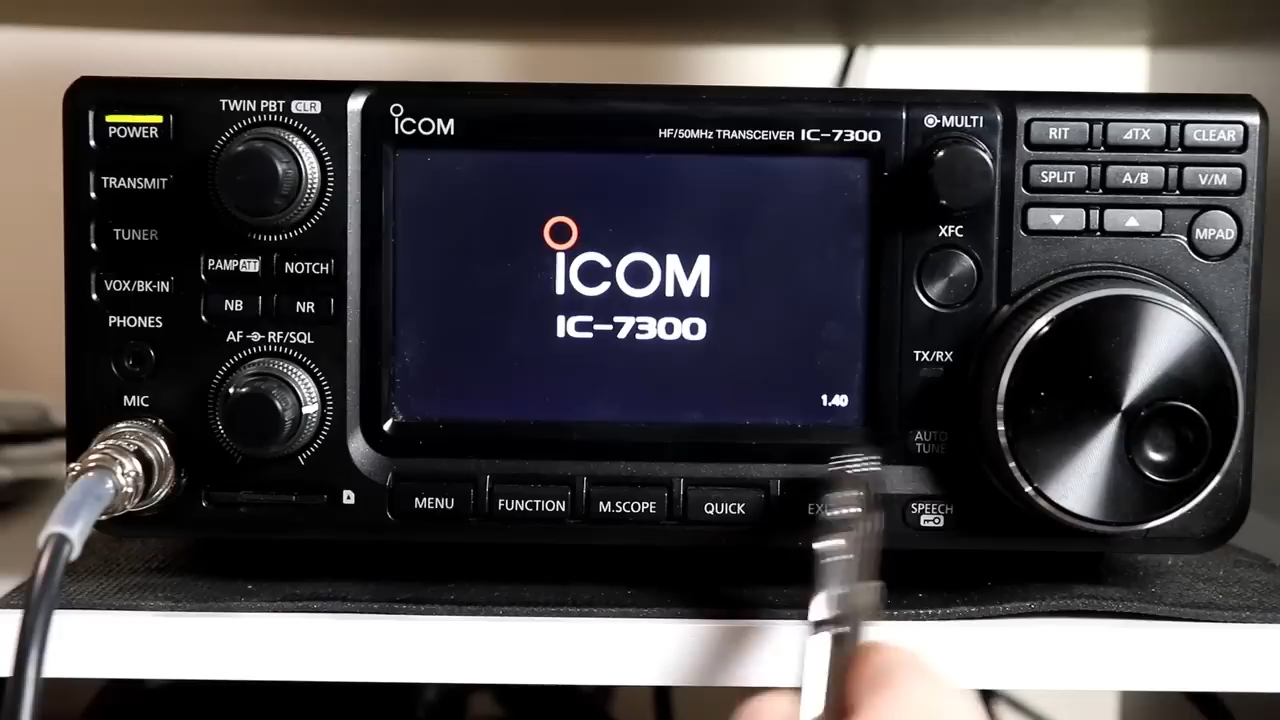 POWER
TRANSMIT
TUNER
VOX/BK-IN
PHONES
MIC
TWIN PBT CLR
P.AMP ATT
NOTCH
NB
NR
AF RF/SQL
ICOM
HF/50MHz TRANSCEIVER IC-7300
ICOM
IC-7300
1.40
MENU
FUNCTION
M.SCOPE
QUICK
MULTI
XFC
TX/RX
AUTO
TUNE
SPEECH
RIT
⊿TX
CLEAR
SPLIT
A/B
V/M
MPAD